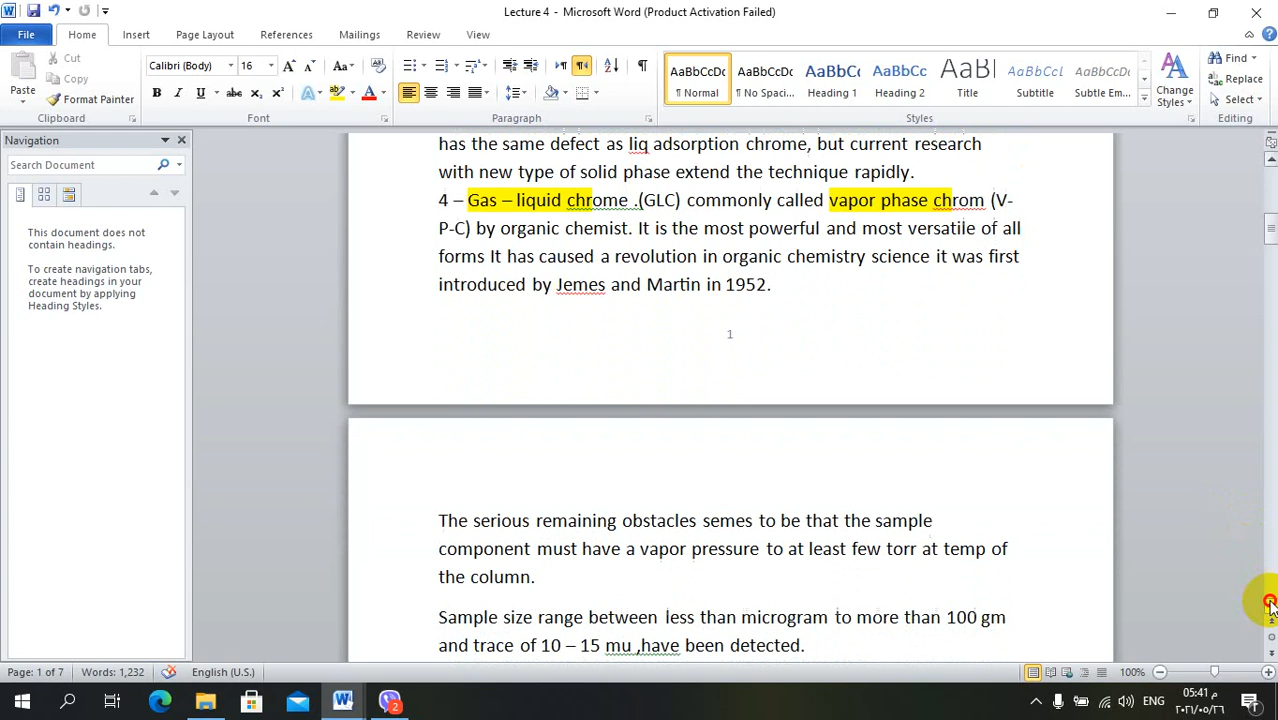 Lecture 4 - Microsoft Word (Product Activation Failed)
File Home Insert Page Layout References Mailings Review View
Cut
Copy
Format Painter
Paste
Clipboard
Calibri (Body) 16
Font
Paragraph
AaBbCcDc AaBbCcDc AaBbCc AaBbCc AaBl AaBbCcl AaBbCcDc
¶ Normal ¶ No Spaci... Heading 1 Heading 2 Title Subtitle Subtle Em...
Change Styles
Styles
Find
Replace
Select
Editing
Navigation
Search Document
This document does not
contain headings.
To create navigation tabs,
create headings in your
document by applying
Heading Styles.
has the same defect as liq adsorption chrome, but current research
with new type of solid phase extend the technique rapidly.
4 – Gas – liquid chrome .(GLC) commonly called vapor phase chrom (V-
P-C) by organic chemist. It is the most powerful and most versatile of all
forms It has caused a revolution in organic chemistry science it was first
introduced by Jemes and Martin in 1952.
1
The serious remaining obstacles semes to be that the sample
component must have a vapor pressure to at least few torr at temp of
the column.
Sample size range between less than microgram to more than 100 gm
and trace of 10 – 15 mu ,have been detected.
Page: 1 of 7 Words: 1,232 English (U.S.) 100%
2
ENG
05:41 م
٢٠٢١/٠٥/٢٦